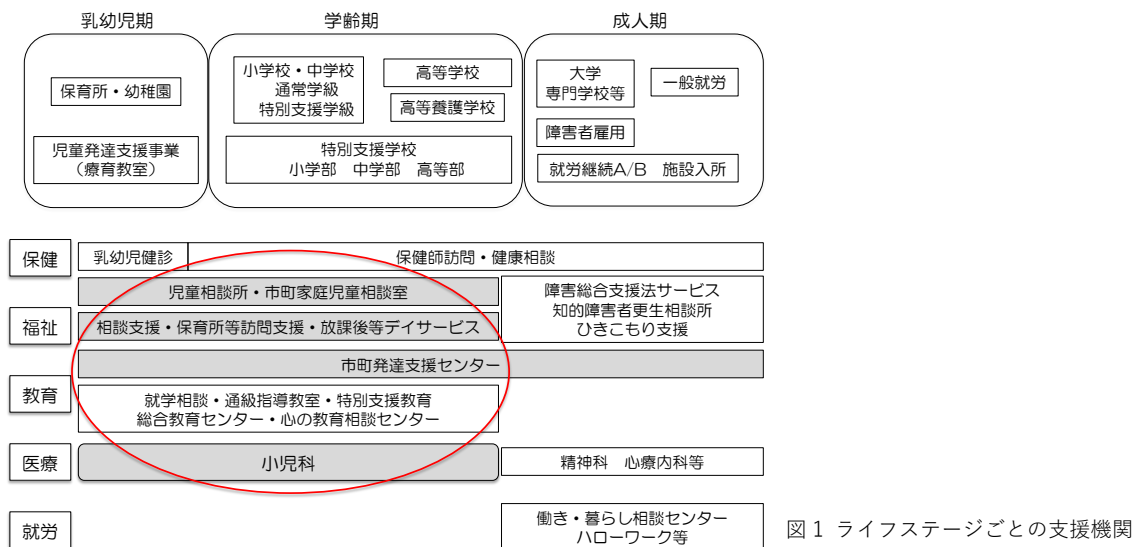 乳幼児期
学齢期
成人期
保育所・幼稚園
児童発達支援事業
（療育教室）
小学校・中学校
通常学級
特別支援学級
高等学校
高等養護学校
特別支援学校
小学部　中学部　高等部
大学
専門学校等
一般就労
障害者雇用
就労継続A/B　施設入所
保健
乳幼児健診
保健師訪問・健康相談
福祉
児童相談所・市町家庭児童相談室
相談支援・保育所等訪問支援・放課後等デイサービス
障害総合支援法サービス
知的障害者更生相談所
ひきこもり支援
市町発達支援センター
教育
就学相談・通級指導教室・特別支援教育
総合教育センター・心の教育相談センター
医療
小児科
精神科　心療内科等
就労
働き・暮らし相談センター
ハローワーク等
図１ ライフステージごとの支援機関